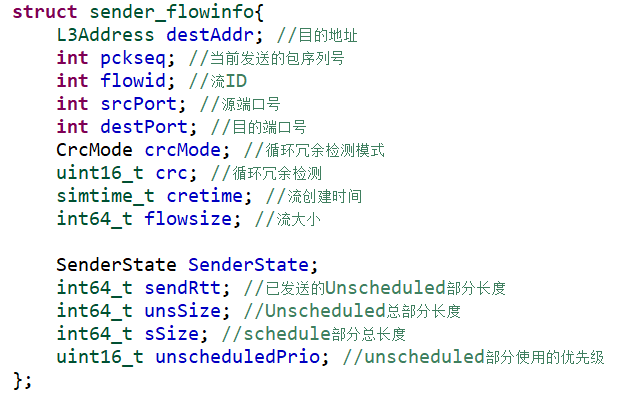 struct sender_flowinfo{
    L3Address destAddr; //目的地址
    int pckseq; //当前发送的包序列号
    int flowid; //流ID
    int srcPort; //源端口号
    int destPort; //目的端口号
    CrcMode crcMode; //循环冗余检测模式
    uint16_t crc; //循环冗余检测
    simtime_t cretime; //流创建时间
    int64_t flowsize; //流大小

    SenderState SenderState;
    int64_t sendRtt; //已发送的Unscheduled部分长度
    int64_t unsSize; //Unscheduled总部分长度
    int64_t sSize; //schedule部分总长度
    uint16_t unscheduledPrio; //unscheduled部分使用的优先级
};